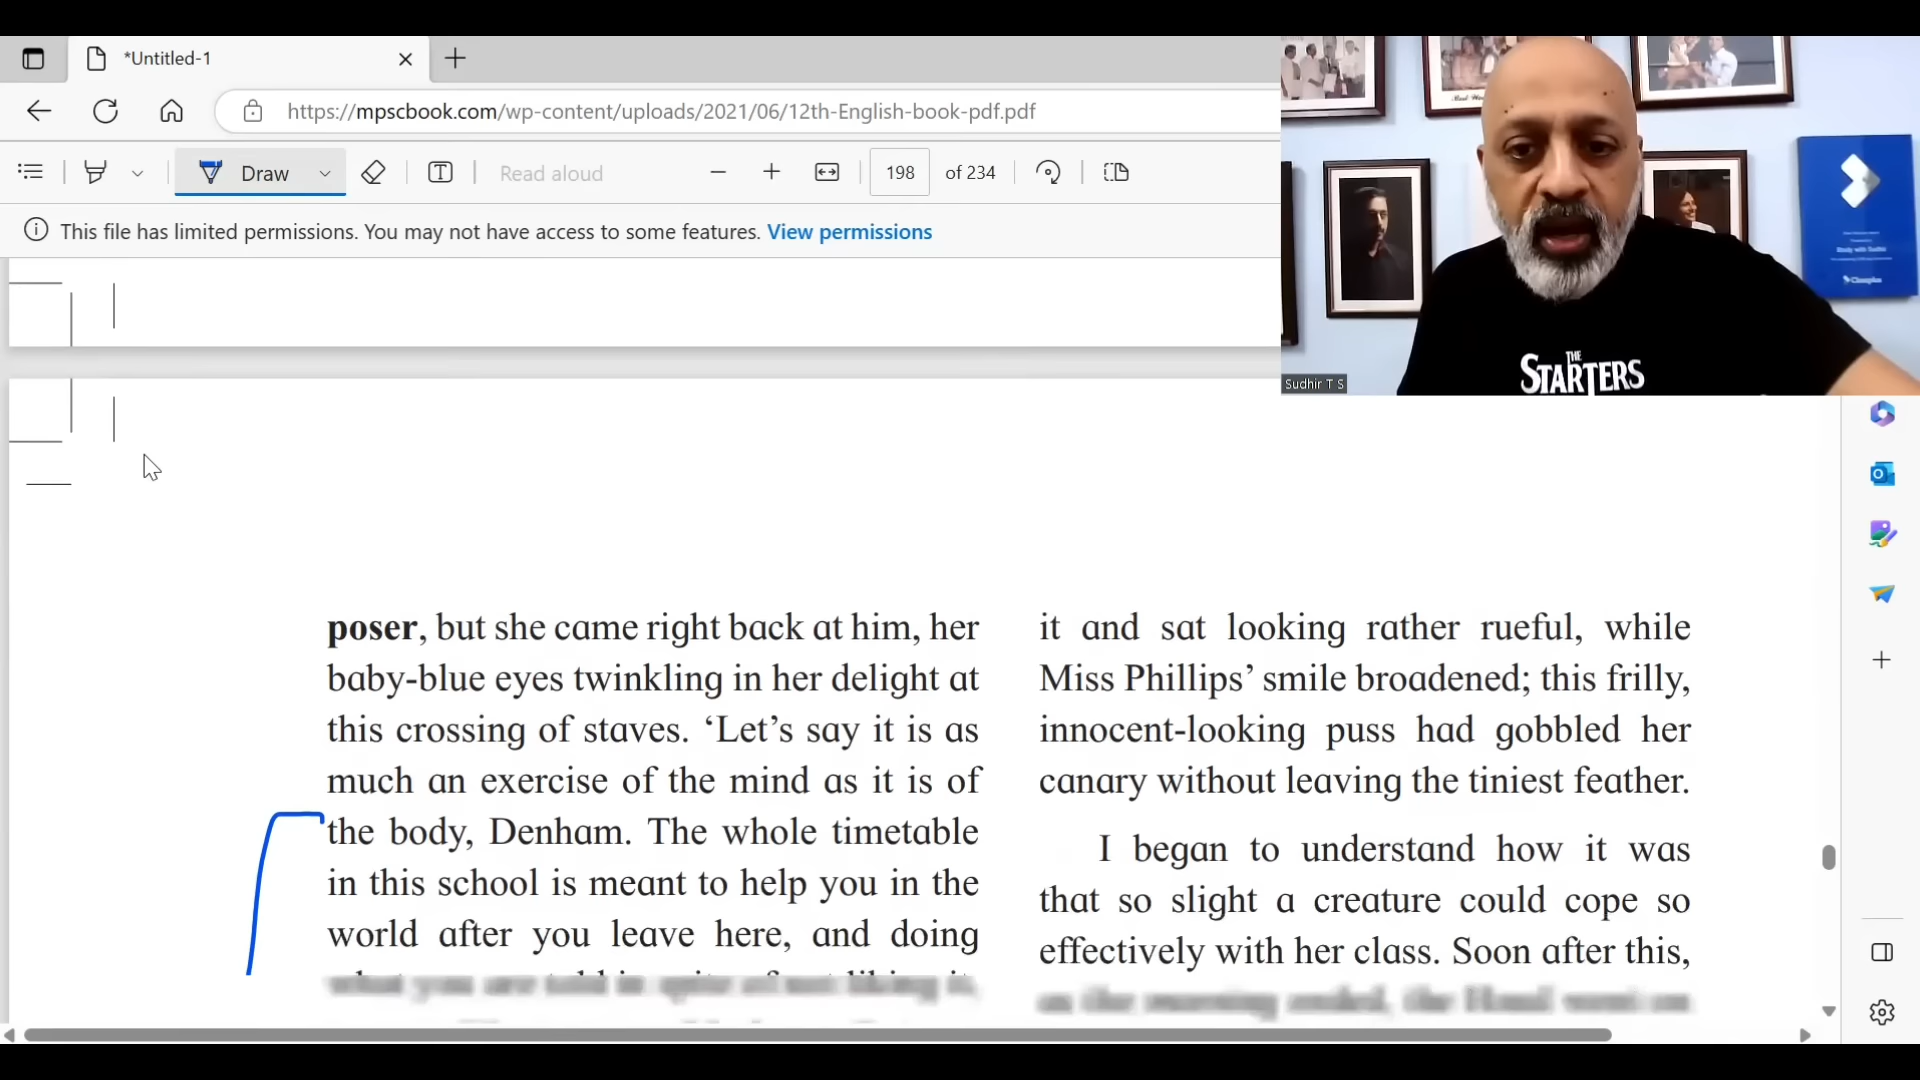 *Untitled-1
https://mpscbook.com/wp-content/uploads/2021/06/12th-English-book-pdf.pdf
Draw
Read aloud
198 of 234
This file has limited permissions. You may not have access to some features. View permissions
THE
STARTERS
Sudhir T S
poser, but she came right back at him, her
baby-blue eyes twinkling in her delight at
this crossing of staves. ‘Let’s say it is as
much an exercise of the mind as it is of
the body, Denham. The whole timetable
in this school is meant to help you in the
world after you leave here, and doing
it and sat looking rather rueful, while
Miss Phillips’ smile broadened; this frilly,
innocent-looking puss had gobbled her
canary without leaving the tiniest feather.
I began to understand how it was
that so slight a creature could cope so
effectively with her class. Soon after this,